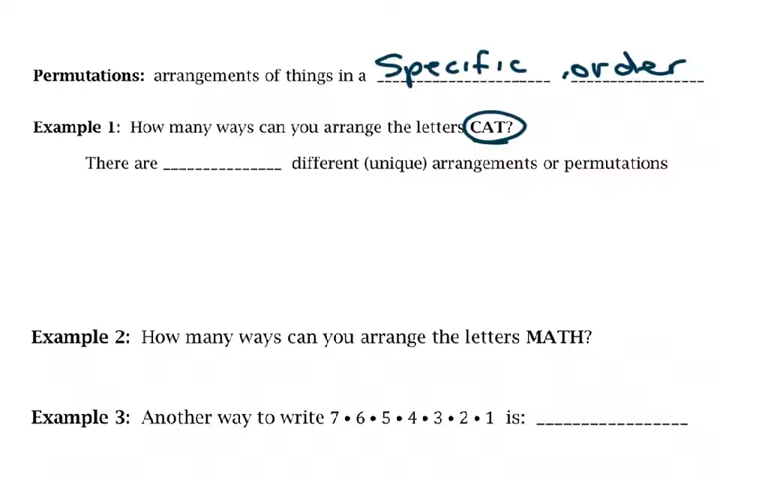 Permutations: arrangements of things in a Specific order
Example 1: How many ways can you arrange the letters CAT?
There are _______________ different (unique) arrangements or permutations
Example 2: How many ways can you arrange the letters MATH?
Example 3: Another way to write 7 • 6 • 5 • 4 • 3 • 2 • 1 is: _________________